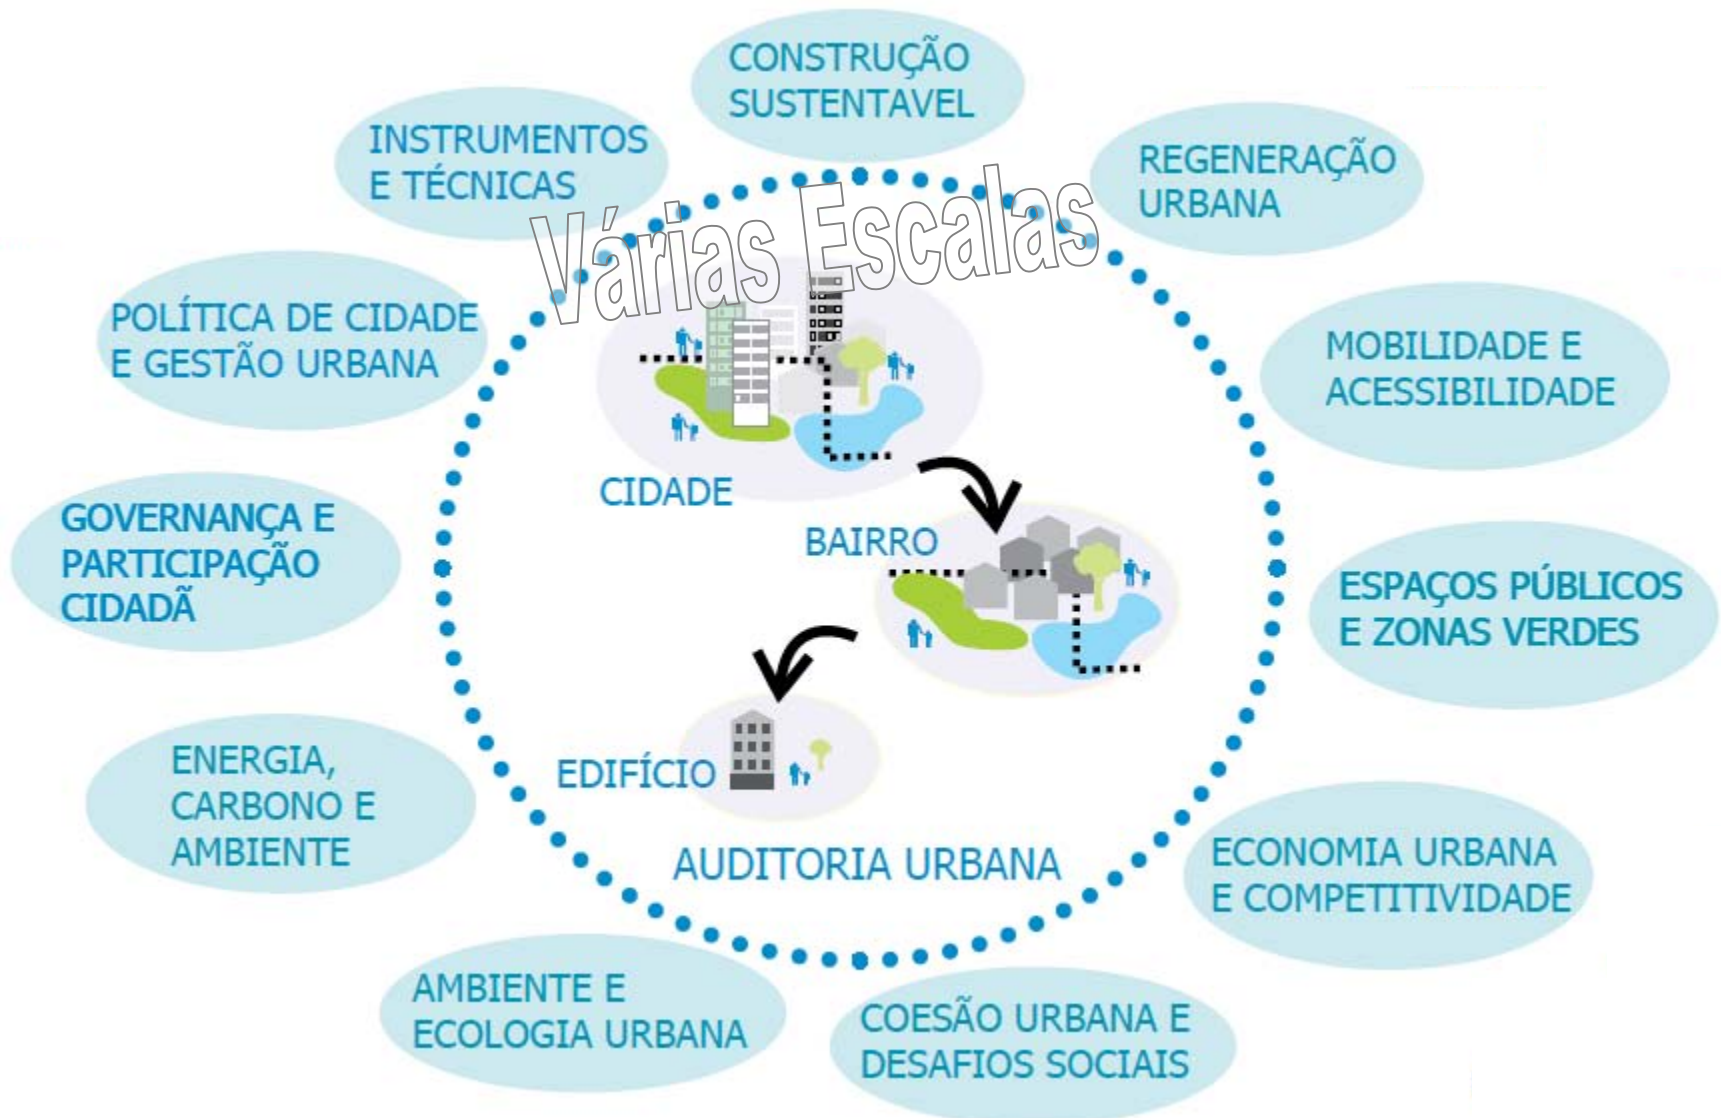 CONSTRUÇÃO
SUSTENTAVEL
INSTRUMENTOS
E TÉCNICAS
REGENERAÇÃO
URBANA
Várias Escalas
POLÍTICA DE CIDADE
E GESTÃO URBANA
MOBILIDADE E
ACESSIBILIDADE
CIDADE
GOVERNANÇA E
PARTICIPAÇÃO
CIDADÃ
BAIRRO
ESPAÇOS PÚBLICOS
E ZONAS VERDES
ENERGIA,
CARBONO E
AMBIENTE
EDIFÍCIO
AUDITORIA URBANA
ECONOMIA URBANA
E COMPETITIVIDADE
AMBIENTE E
ECOLOGIA URBANA
COESÃO URBANA E
DESAFIOS SOCIAIS